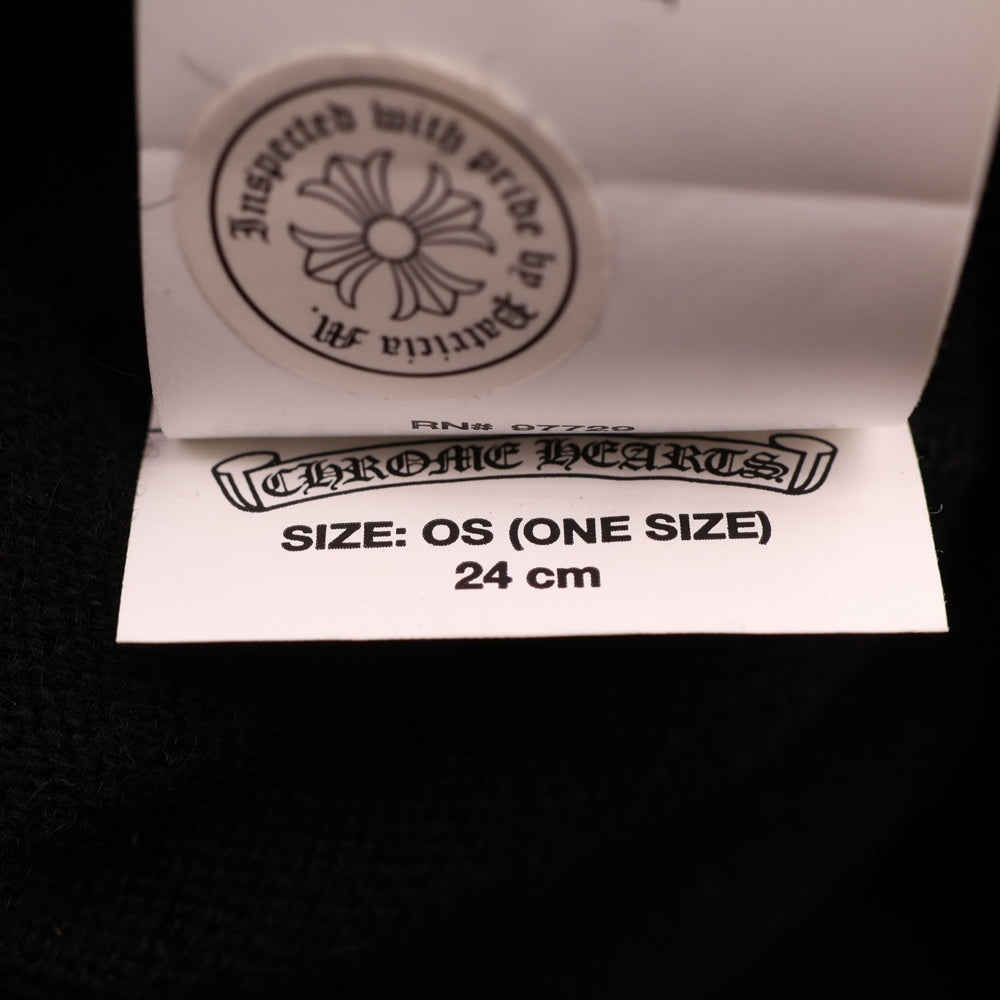 Inspected with pride by Patricia M.
RN# 97729
CHROME HEARTS
SIZE: OS (ONE SIZE)
24 cm